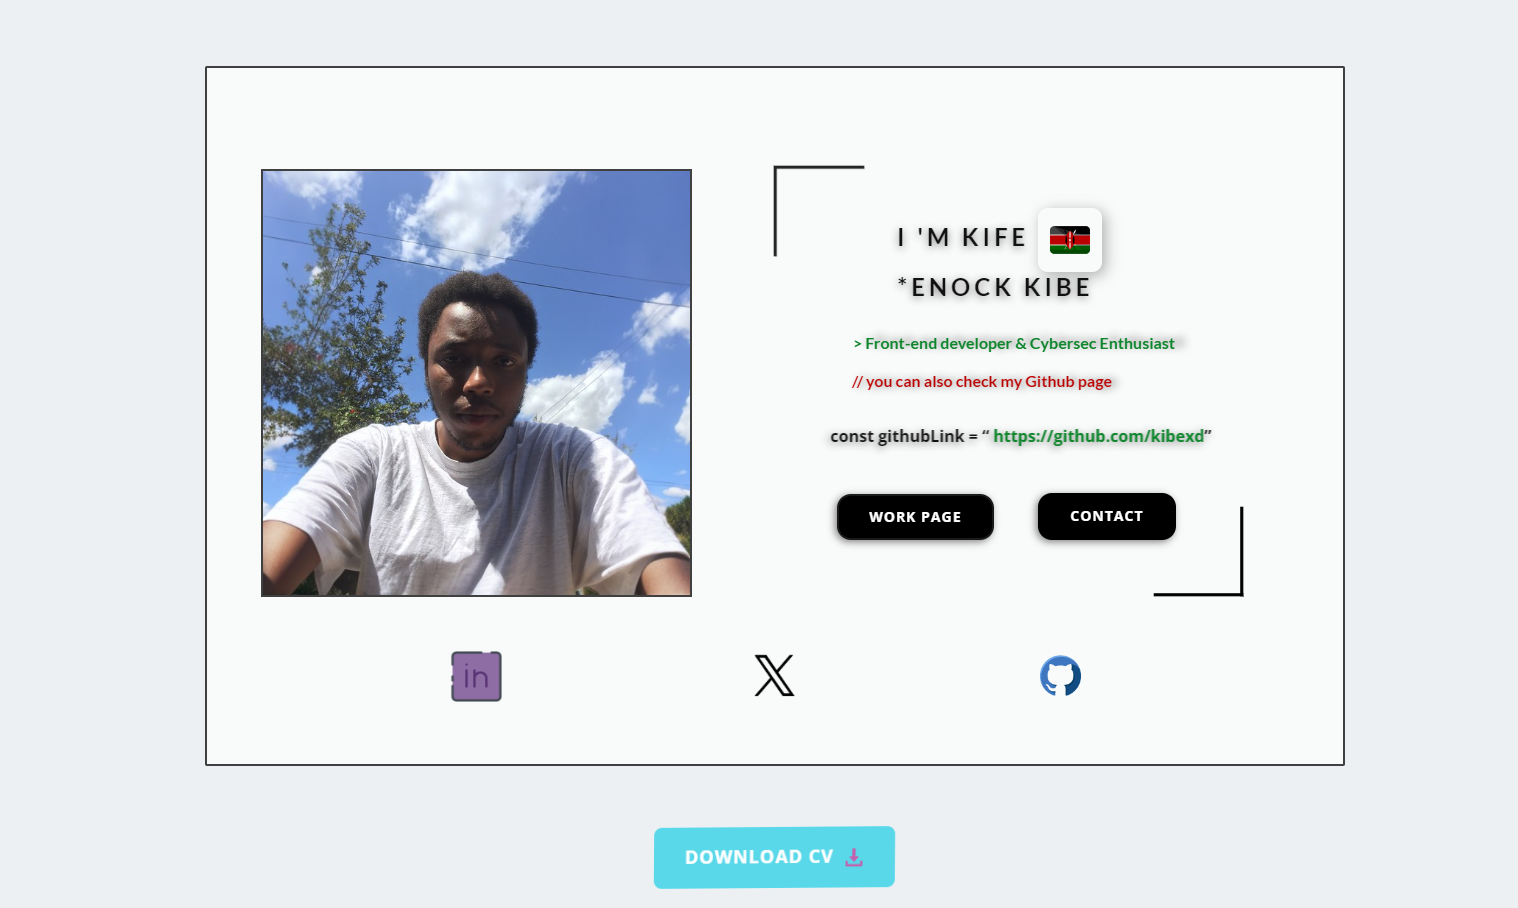 I 'M KIFE
*ENOCK KIBE
> Front-end developer & Cybersec Enthusiast
// you can also check my Github page
const githubLink = “ https://github.com/kibexd”
WORK PAGE
CONTACT
in
DOWNLOAD CV